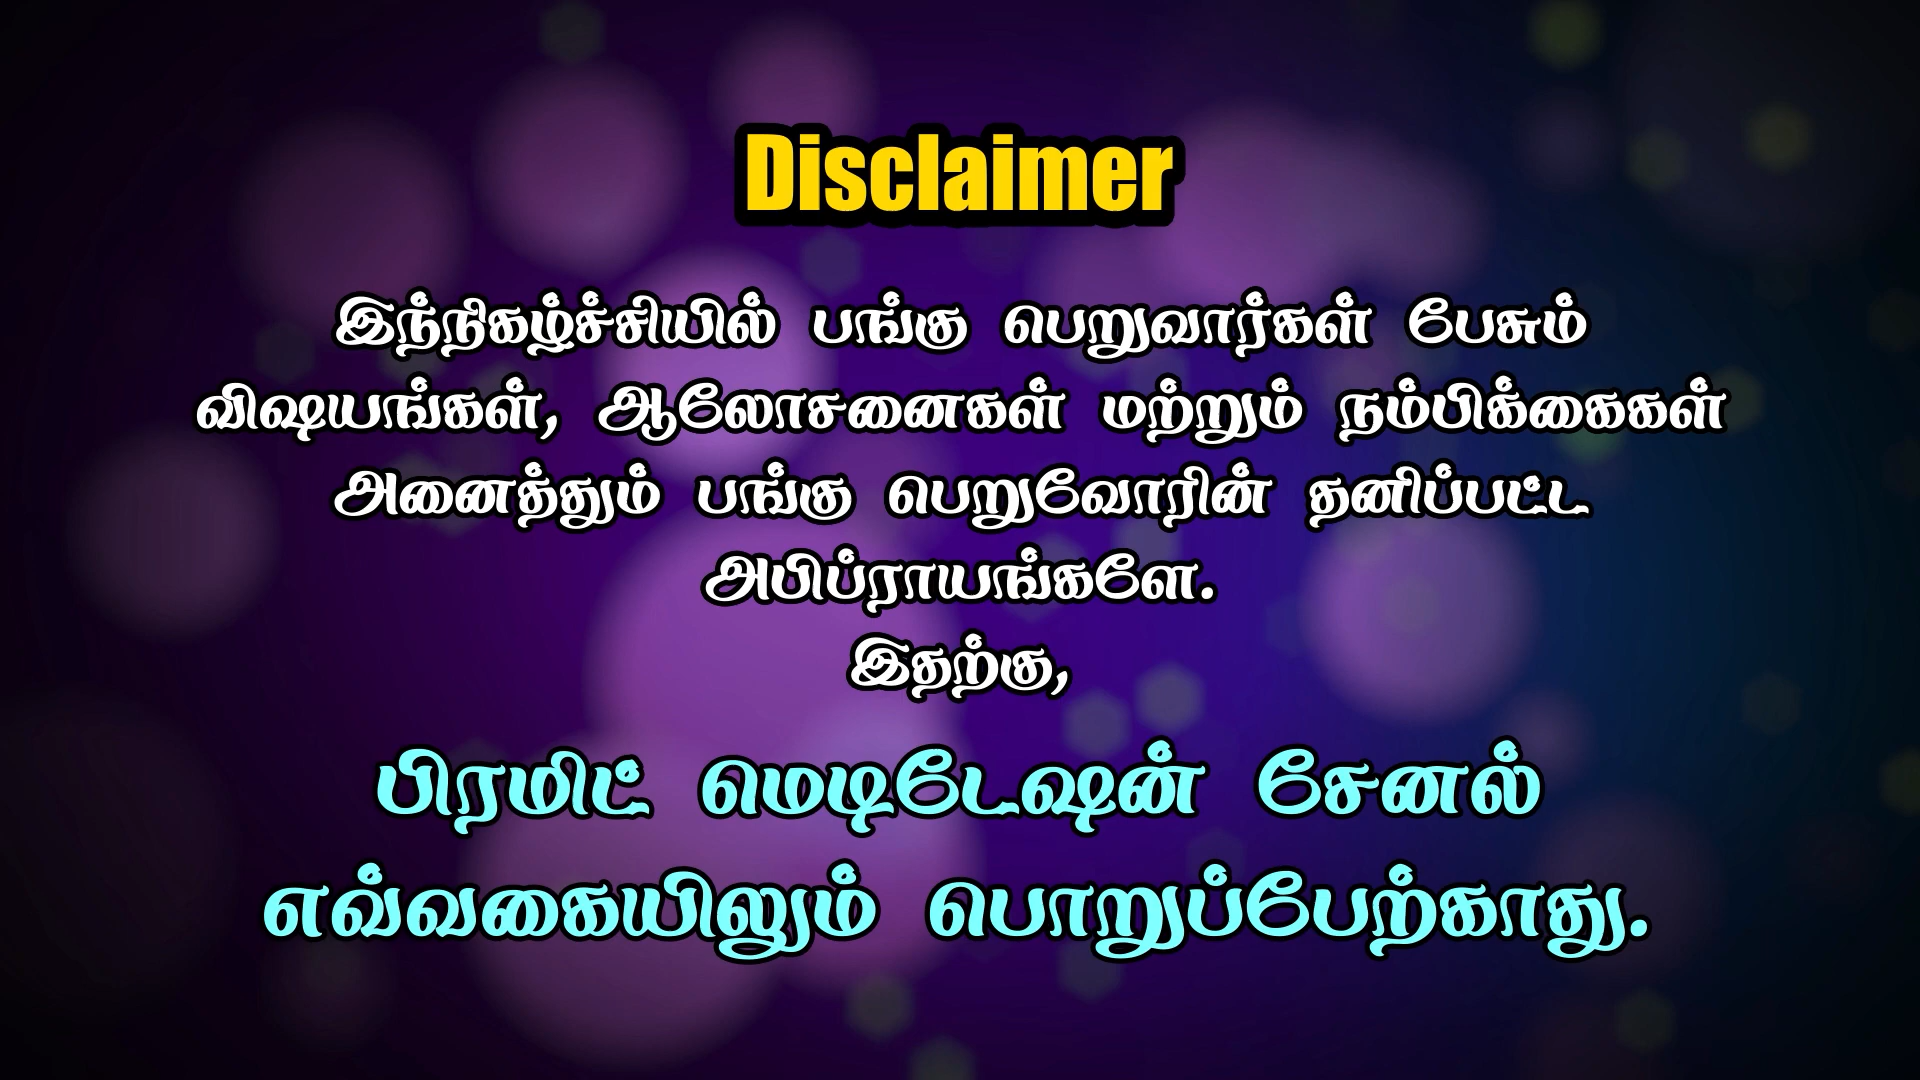 Disclaimer
இந்நிகழ்ச்சியில் பங்கு பெறுவார்கள் பேசும்
விஷயங்கள், ஆலோசனைகள் மற்றும் நம்பிக்கைகள்
அனைத்தும் பங்கு பெறுவோரின் தனிப்பட்ட
அபிப்ராயங்களே.
இதற்கு,
பிரமிட் மெடிடேஷன் சேனல்
எவ்வகையிலும் பொறுப்பேற்காது.